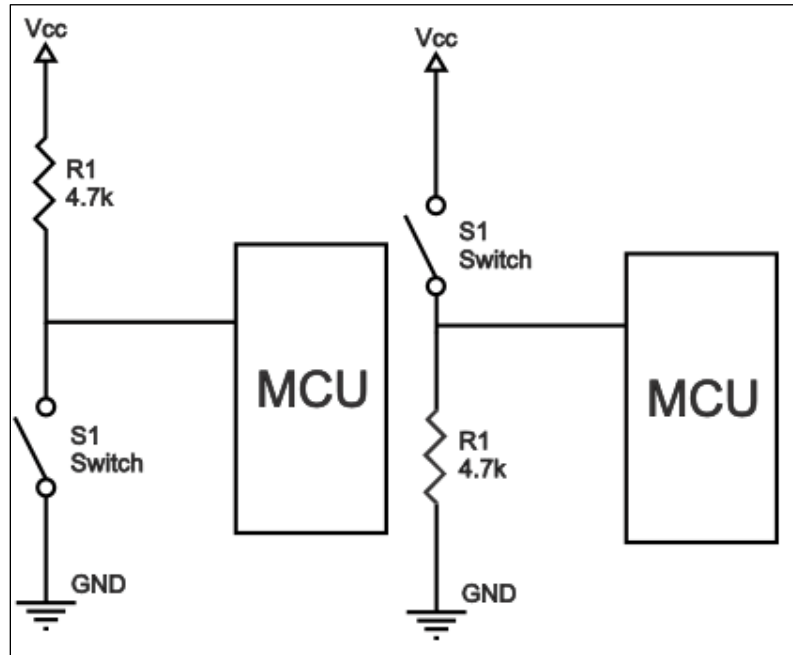 Vcc
R1
4.7k
MCU
S1
Switch
GND
Vcc
S1
Switch
MCU
R1
4.7k
GND